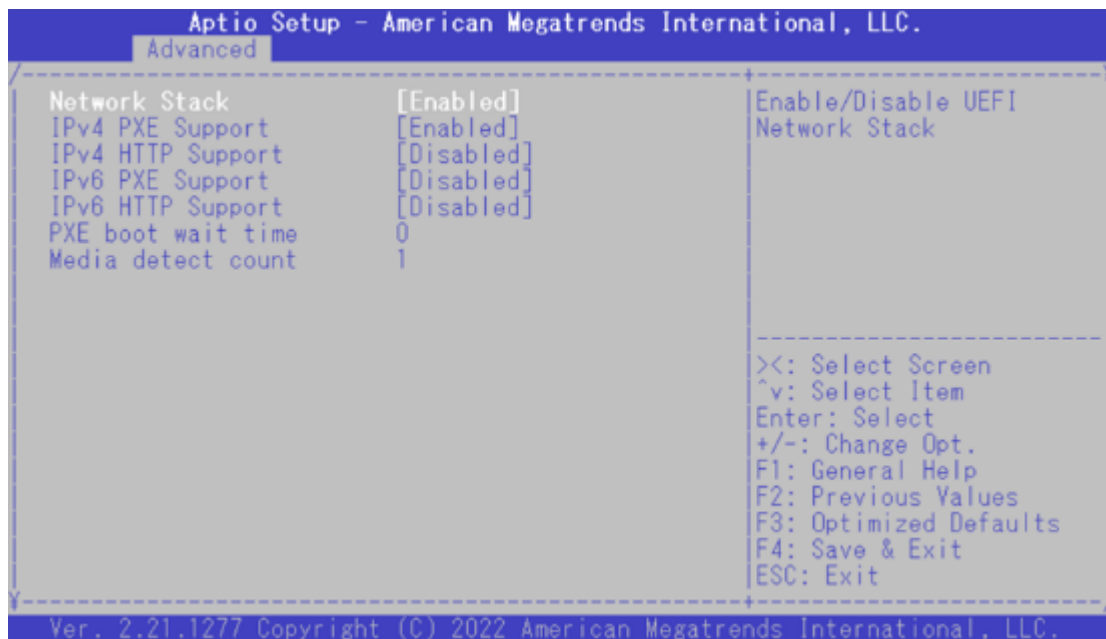 Aptio Setup - American Megatrends International, LLC.
Advanced
Network Stack [Enabled]
IPv4 PXE Support [Enabled]
IPv4 HTTP Support [Disabled]
IPv6 PXE Support [Disabled]
IPv6 HTTP Support [Disabled]
PXE boot wait time 0
Media detect count 1
Enable/Disable UEFI
Network Stack
><: Select Screen
^v: Select Item
Enter: Select
+/-: Change Opt.
F1: General Help
F2: Previous Values
F3: Optimized Defaults
F4: Save & Exit
ESC: Exit
Ver. 2.21.1277 Copyright (C) 2022 American Megatrends International, LLC.